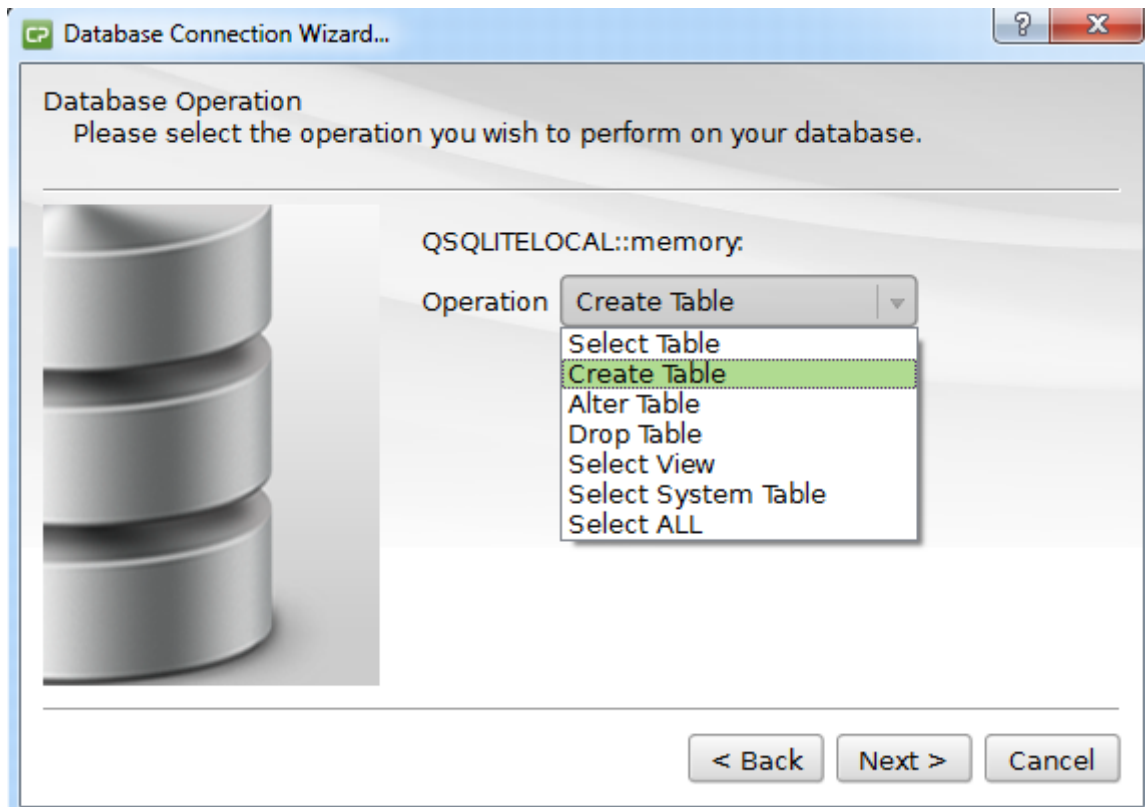 CP Database Connection Wizard...
?
X
Database Operation
Please select the operation you wish to perform on your database.
QSQLITELOCAL::memory:
Operation Create Table
Select Table
Create Table
Alter Table
Drop Table
Select View
Select System Table
Select ALL
< Back Next > Cancel